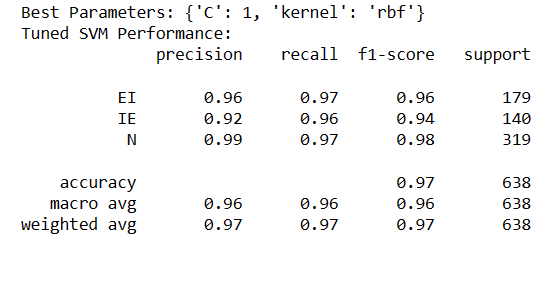 Best Parameters: {'C': 1, 'kernel': 'rbf'}
Tuned SVM Performance:
precision recall f1-score support
EI 0.96 0.97 0.96 179
IE 0.92 0.96 0.94 140
N 0.99 0.97 0.98 319
accuracy 0.97 638
macro avg 0.96 0.96 0.96 638
weighted avg 0.97 0.97 0.97 638